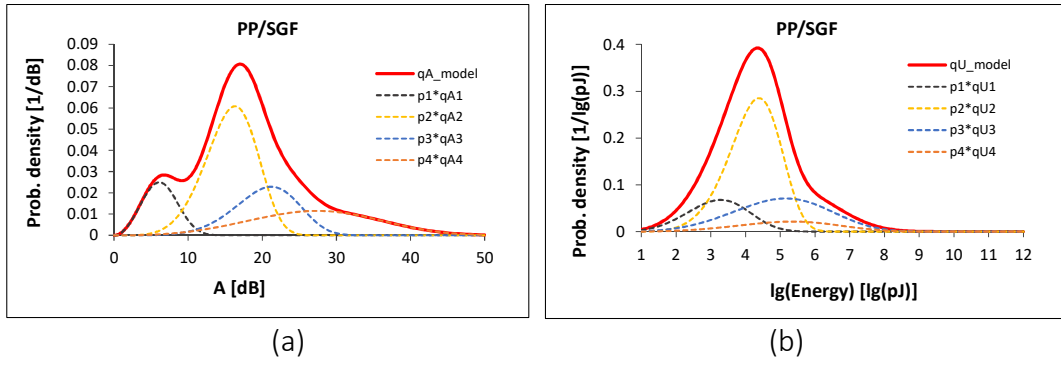 PP/SGF
Prob. density [1/dB]
0.09
0.08
0.07
0.06
0.05
0.04
0.03
0.02
0.01
0
qA_model
p1*qA1
p2*qA2
p3*qA3
p4*qA4
0 10 20 30 40 50
A [dB]
(a)
PP/SGF
Prob. density [1/lg(pJ)]
0.4
0.3
0.2
0.1
0
qU_model
p1*qU1
p2*qU2
p3*qU3
p4*qU4
1 2 3 4 5 6 7 8 9 10 11 12
lg(Energy) [lg(pJ)]
(b)